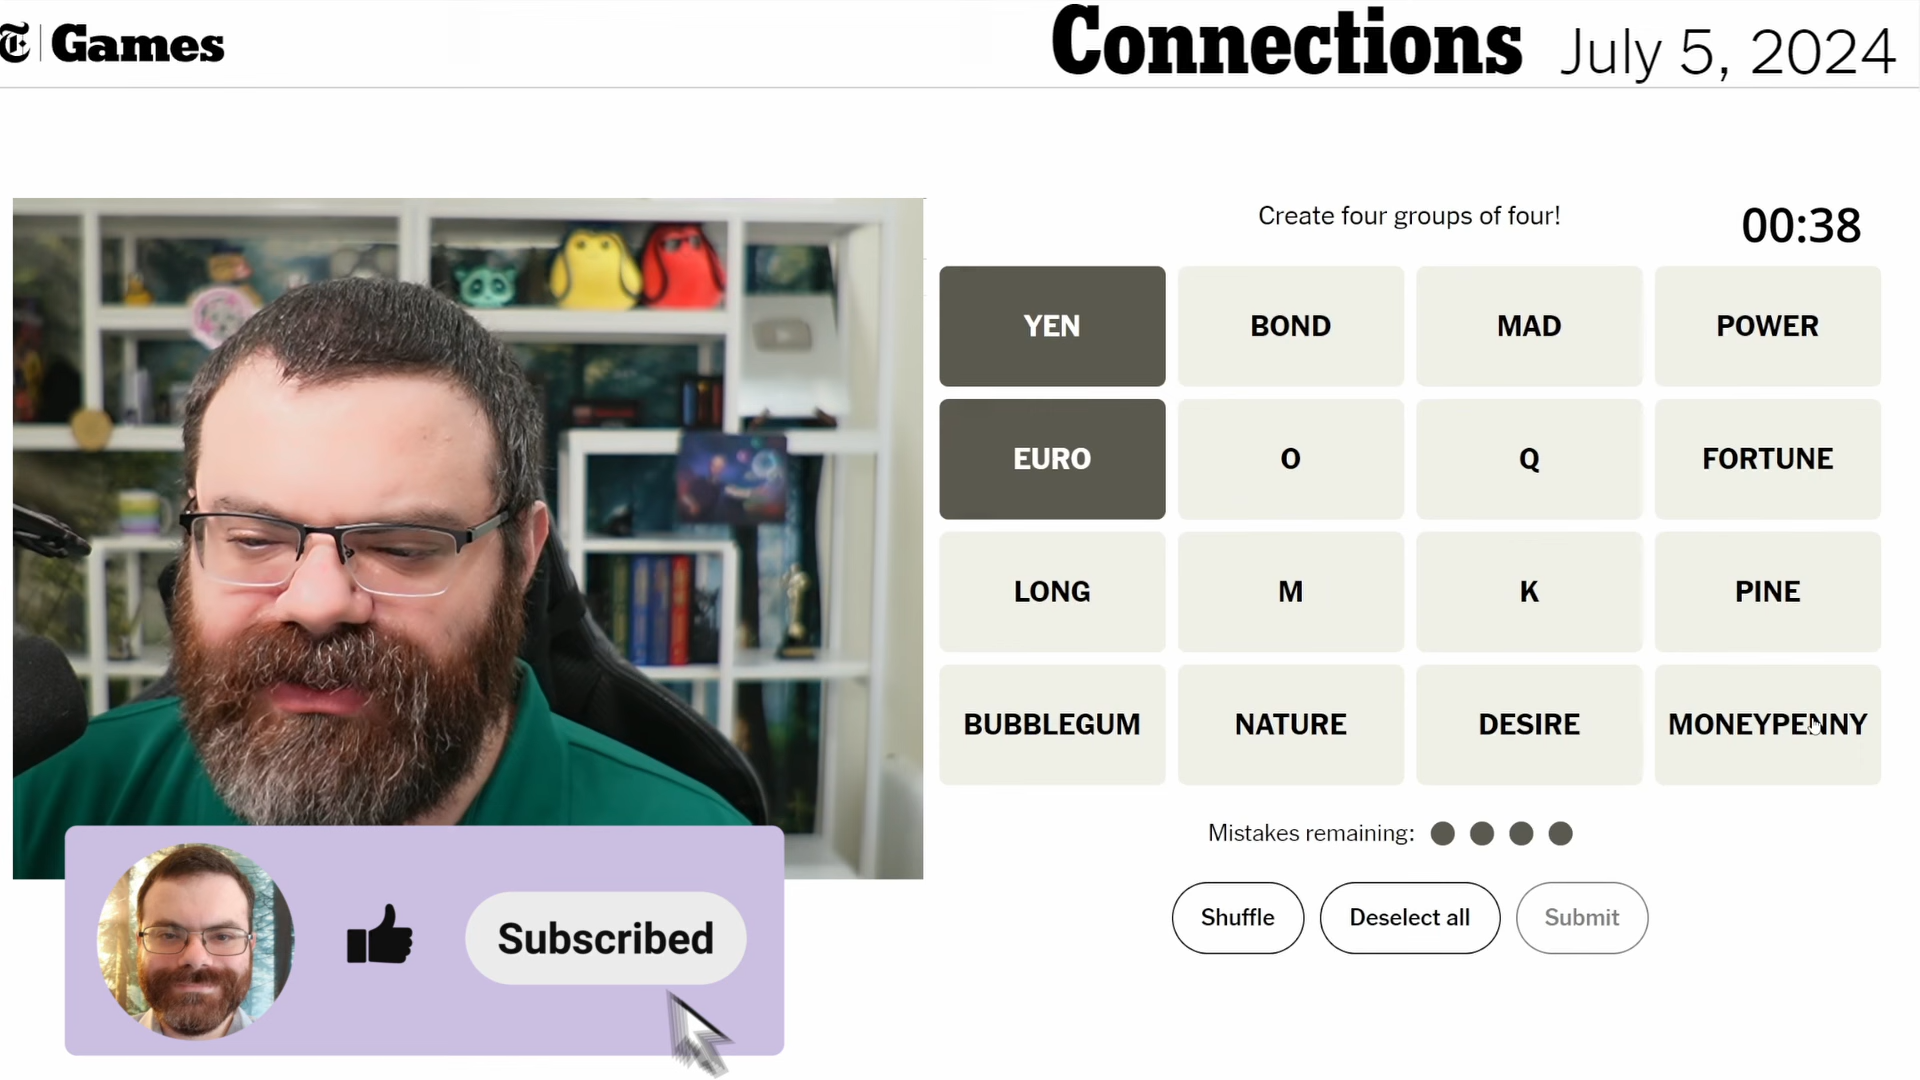 T Games
Connections July 5, 2024
Create four groups of four!
00:38
YEN BOND MAD POWER
EURO O Q FORTUNE
LONG M K PINE
BUBBLEGUM NATURE DESIRE MONEYPENNY
Mistakes remaining:
Shuffle Deselect all Submit
Subscribed